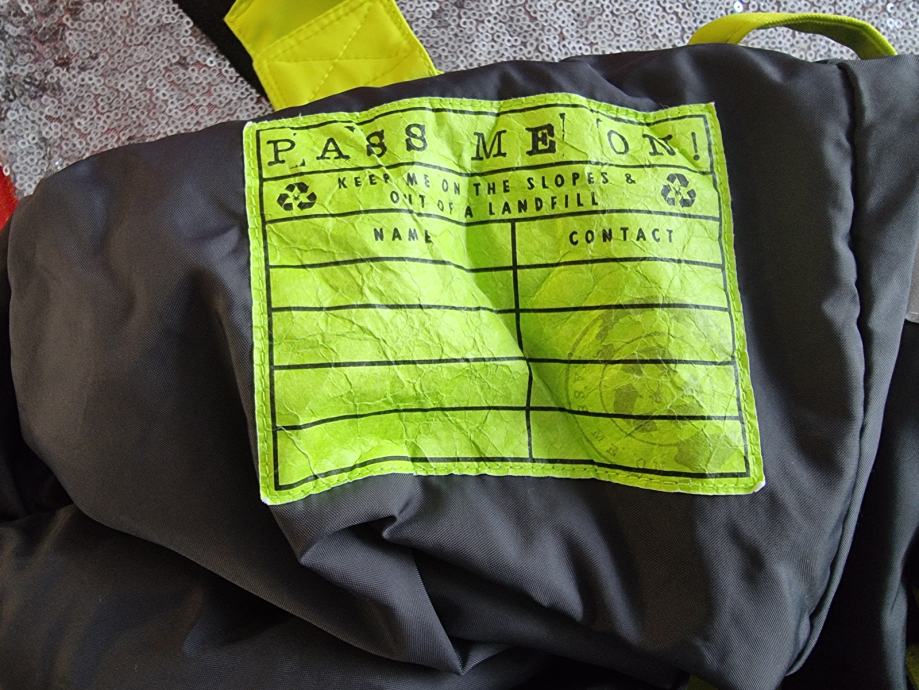 PASS ME ON!
KEEP ME ON THE SLOPES &
OUT OF A LANDFILL
NAME CONTACT